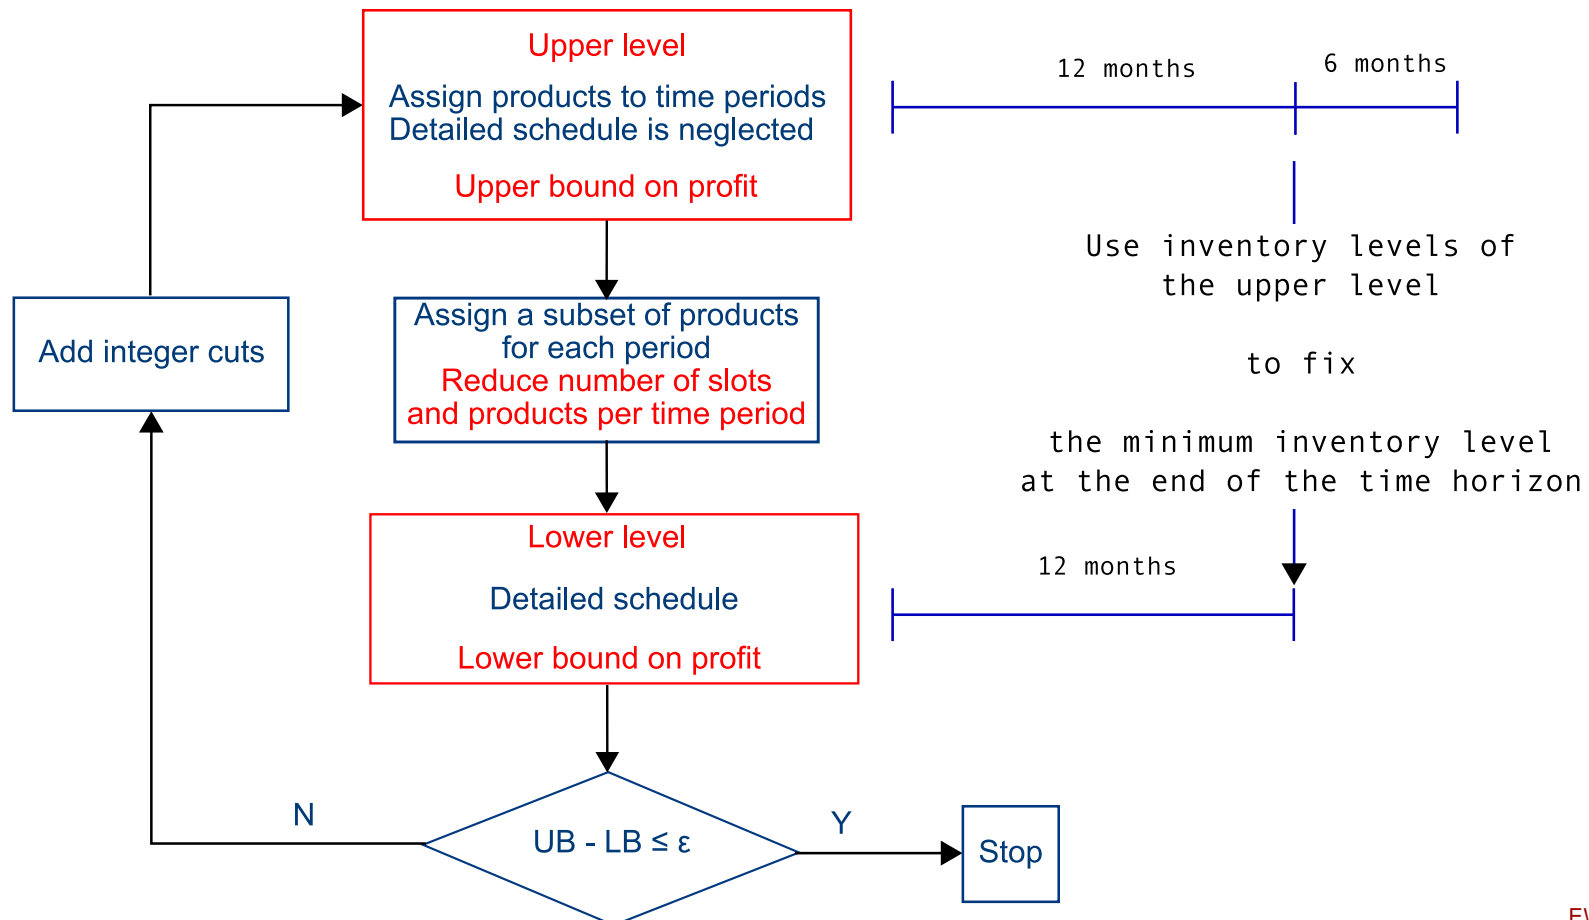 Upper level
Assign products to time periods
Detailed schedule is neglected
Upper bound on profit
12 months
6 months
Use inventory levels of
the upper level
to fix
the minimum inventory level
at the end of the time horizon
Add integer cuts
Assign a subset of products
for each period
Reduce number of slots
and products per time period
Lower level
Detailed schedule
Lower bound on profit
12 months
N
UB - LB ≤ ε
Y
Stop